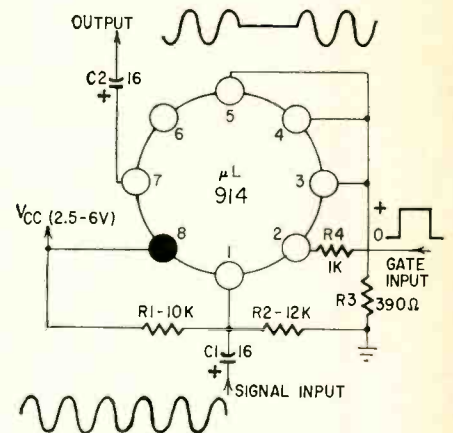 OUTPUT
C2 16
+
5
6
4
µL
914
7
3
VCC (2.5-6V)
8
1
2
R4
1K
+
0
GATE
INPUT
R3
390Ω
R1-10K
R2-12K
C1 16
+
SIGNAL INPUT